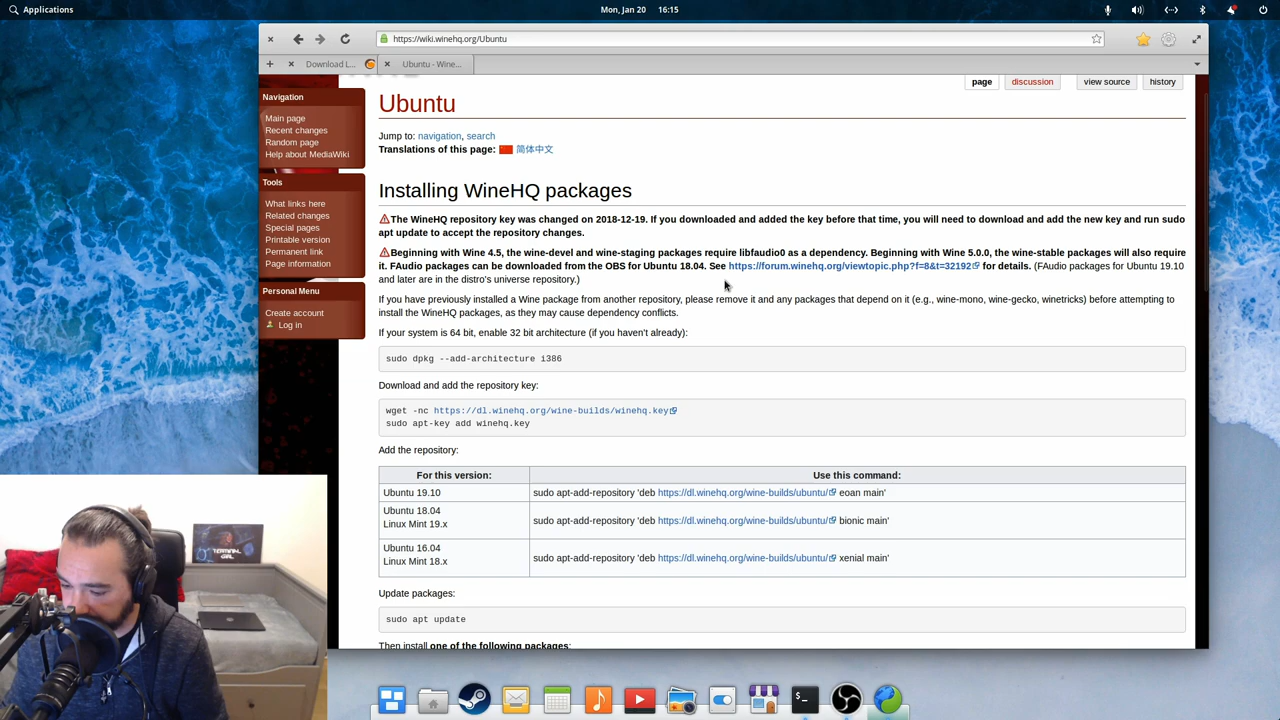 Applications
Mon, Jan 20 16:15
https://wiki.winehq.org/Ubuntu
Download L...
Ubuntu - Wine...
Navigation
Main page
Recent changes
Random page
Help about MediaWiki
Tools
What links here
Related changes
Special pages
Printable version
Permanent link
Page information
Personal Menu
Create account
Log in
page discussion view source history
Ubuntu
Jump to: navigation, search
Translations of this page: 简体中文
Installing WineHQ packages
The WineHQ repository key was changed on 2018-12-19. If you downloaded and added the key before that time, you will need to download and add the new key and run sudo
apt update to accept the repository changes.
Beginning with Wine 4.5, the wine-devel and wine-staging packages require libfaudio0 as a dependency. Beginning with Wine 5.0.0, the wine-stable packages will also require
it. FAudio packages can be downloaded from the OBS for Ubuntu 18.04. See https://forum.winehq.org/viewtopic.php?f=8&t=32192 for details. (FAudio packages for Ubuntu 19.10
and later are in the distro's universe repository.)
If you have previously installed a Wine package from another repository, please remove it and any packages that depend on it (e.g., wine-mono, wine-gecko, winetricks) before attempting to
install the WineHQ packages, as they may cause dependency conflicts.
If your system is 64 bit, enable 32 bit architecture (if you haven't already):
sudo dpkg --add-architecture i386
Download and add the repository key:
wget -nc https://dl.winehq.org/wine-builds/winehq.key
sudo apt-key add winehq.key
Add the repository:
For this version: Use this command:
Ubuntu 19.10 sudo apt-add-repository 'deb https://dl.winehq.org/wine-builds/ubuntu/ eoan main'
Ubuntu 18.04
Linux Mint 19.x
sudo apt-add-repository 'deb https://dl.winehq.org/wine-builds/ubuntu/ bionic main'
Ubuntu 16.04
Linux Mint 18.x
sudo apt-add-repository 'deb https://dl.winehq.org/wine-builds/ubuntu/ xenial main'
Update packages:
sudo apt update
Then install one of the following packages: